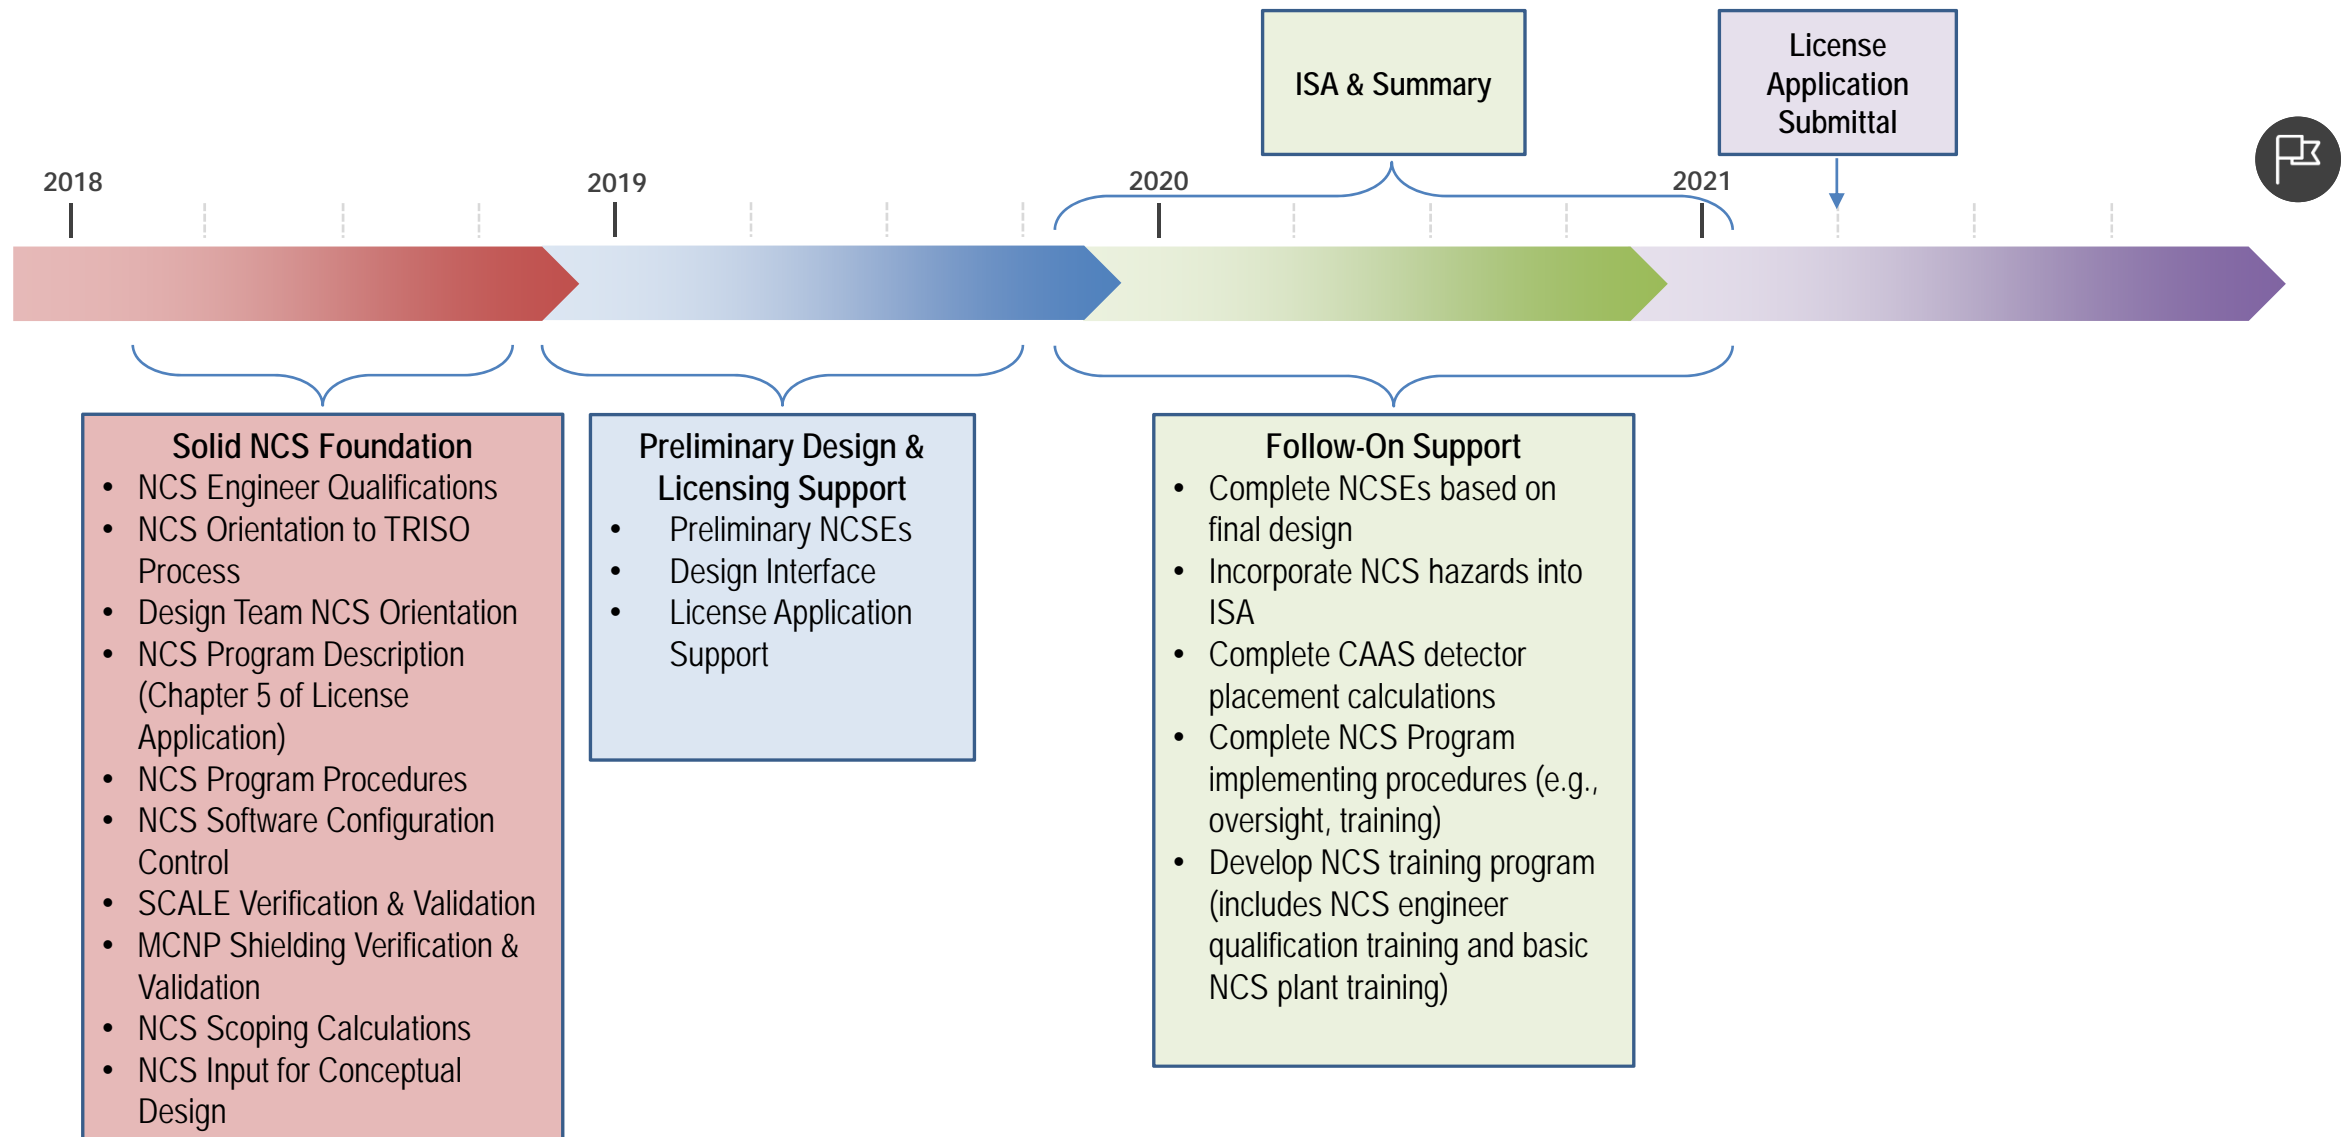 ISA & Summary
License
Application
Submittal
2018
2019
2020
2021
Solid NCS Foundation
• NCS Engineer Qualifications
• NCS Orientation to TRISO
Process
• Design Team NCS Orientation
• NCS Program Description
(Chapter 5 of License
Application)
• NCS Program Procedures
• NCS Software Configuration
Control
• SCALE Verification & Validation
• MCNP Shielding Verification &
Validation
• NCS Scoping Calculations
• NCS Input for Conceptual
Design
Preliminary Design &
Licensing Support
• Preliminary NCSEs
• Design Interface
• License Application
Support
Follow-On Support
• Complete NCSEs based on
final design
• Incorporate NCS hazards into
ISA
• Complete CAAS detector
placement calculations
• Complete NCS Program
implementing procedures (e.g.,
oversight, training)
• Develop NCS training program
(includes NCS engineer
qualification training and basic
NCS plant training)